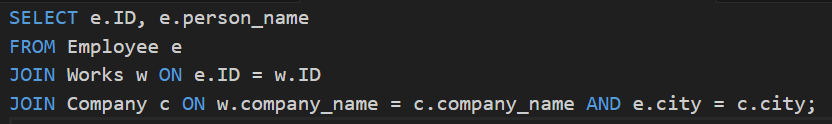 SELECT e.ID, e.person_name
FROM Employee e
JOIN Works w ON e.ID = w.ID
JOIN Company c ON w.company_name = c.company_name AND e.city = c.city;